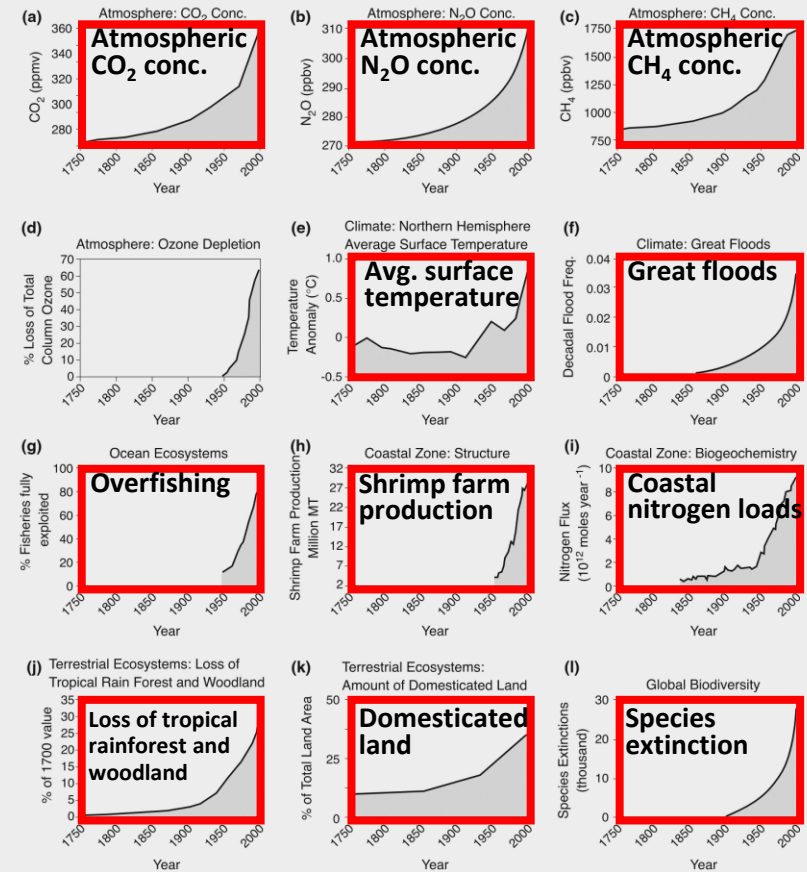 (a) Atmosphere: CO₂ Conc.
CO₂ (ppmv)
360
340
320
300
280
Atmospheric
CO₂ conc.
1750
1800
1850
1900
1950
2000
Year
(b) Atmosphere: N₂O Conc.
N₂O (ppbv)
310
300
290
280
270
Atmospheric
N₂O conc.
1750
1800
1850
1900
1950
2000
Year
(c) Atmosphere: CH₄ Conc.
CH₄ (ppbv)
1750
1500
1250
1000
750
Atmospheric
CH₄ conc.
1750
1800
1850
1900
1950
2000
Year
(d)
Atmosphere: Ozone Depletion
% Loss of Total
Column Ozone
70
60
50
40
30
20
10
0
1750
1800
1850
1900
1950
2000
Year
(e) Climate: Northern Hemisphere
Average Surface Temperature
Temperature
Anomaly (°C)
1.0
0.5
0
-0.5
Avg. surface
temperature
1750
1800
1850
1900
1950
2000
Year
(f)
Climate: Great Floods
Decadal Flood Freq.
0.04
0.03
0.02
0.01
0
Great floods
1750
1800
1850
1900
1950
2000
Year
(g) Ocean Ecosystems
% Fisheries fully
exploited
100
80
60
40
20
0
Overfishing
1750
1800
1850
1900
1950
2000
Year
(h) Coastal Zone: Structure
Shrimp Farm Production
Million MT
32
27
22
17
12
7
2
Shrimp farm
production
1750
1800
1850
1900
1950
2000
Year
(i) Coastal Zone: Biogeochemistry
Nitrogen Flux
(10¹² moles year⁻¹)
10
8
6
4
2
0
Coastal
nitrogen loads
1750
1800
1850
1900
1950
2000
Year
(j) Terrestrial Ecosystems: Loss of
Tropical Rain Forest and Woodland
% of 1700 value
35
30
25
20
15
10
5
0
Loss of tropical
rainforest and
woodland
1750
1800
1850
1900
1950
2000
Year
(k) Terrestrial Ecosystems:
Amount of Domesticated Land
% of Total Land Area
50
25
0
Domesticated
land
1750
1800
1850
1900
1950
2000
Year
(l)
Global Biodiversity
Species Extinctions
(thousand)
30
20
10
0
Species
extinction
1750
1800
1850
1900
1950
2000
Year